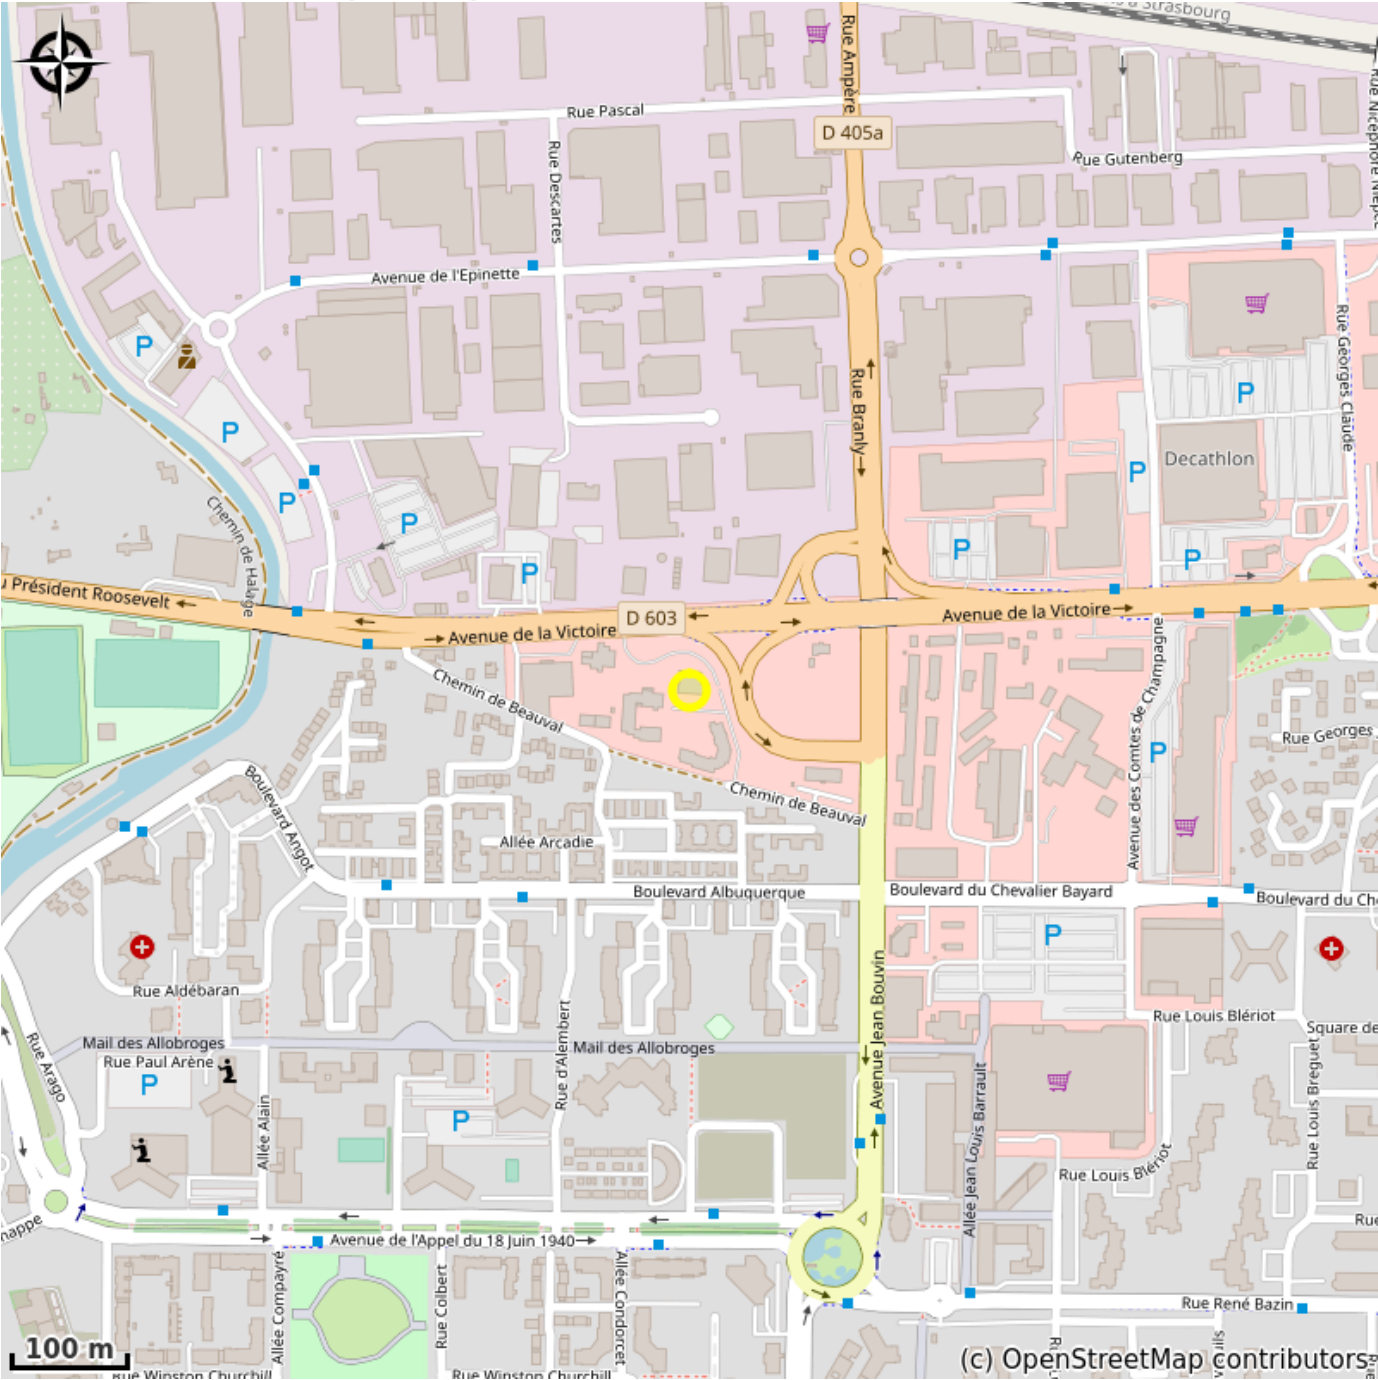 à Strasbourg
Rue Ampère
Rue Pascal
D 405a
Rue Nicéphore Niepce
Rue Descartes
Rue Gutenberg
Avenue de l'Epinette
P
Rue Georges Claude
Rue Branly
P
P
Decathlon
P
P
Chemin de Halage
P
P
P
P
u Président Roosevelt
D 603
Avenue de la Victoire
Avenue de la Victoire
Chemin de Beauval
Avenue des Comtes de Champagne
Rue Georges
P
Boulevard Angot
Chemin de Beauval
Allée Arcadie
Boulevard Albuquerque
Boulevard du Chevalier Bayard
Boulevard du Che
P
Rue Aldébaran
Avenue Jean Bouvin
Rue Louis Blériot
Square de
Mail des Allobroges
Mail des Allobroges
Rue Paul Arène
Rue Arago
P
P
Rue d'Alembert
Allée Alain
Allée Jean Louis Barrault
Rue Louis Breguet
Rue Louis Blériot
nappe
Rue
Avenue de l'Appel du 18 Juin 1940
Allée Compayré
Rue Colbert
Allée Condorcet
Rue René Bazin
100 m
Rue Winston Churchill
Rue Winston Churchill
(c) OpenStreetMap contributors